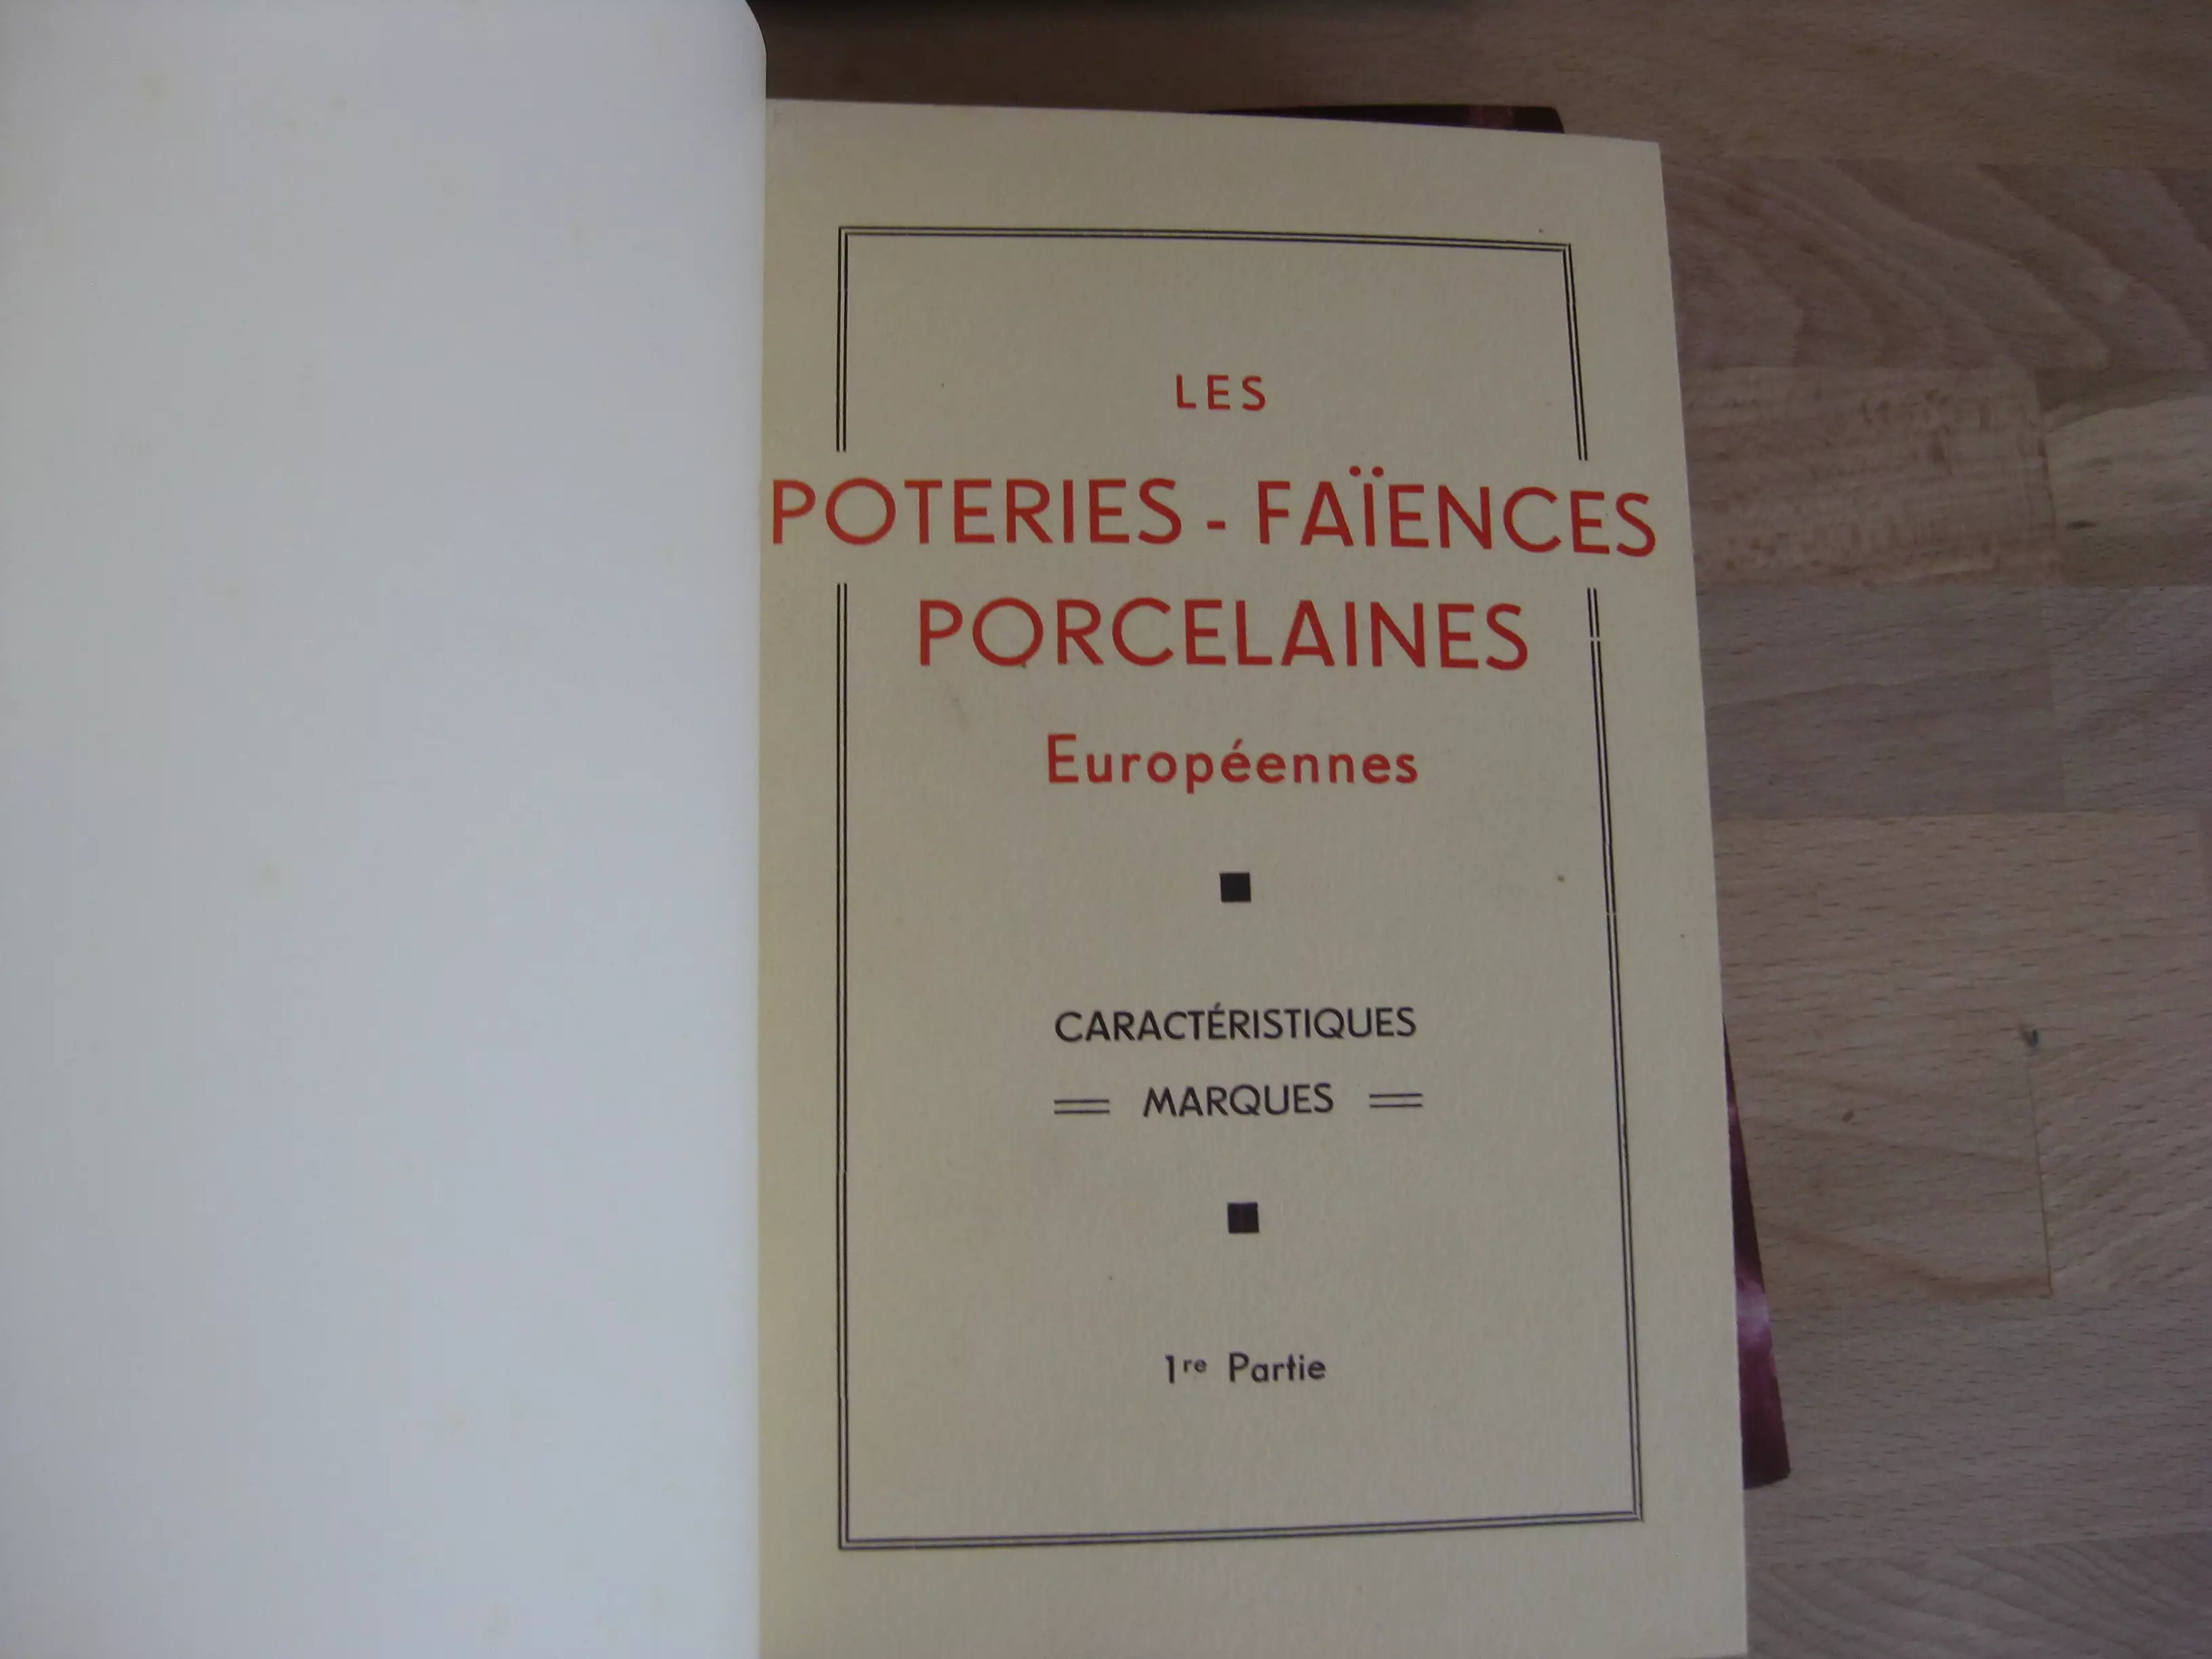 LES
POTERIES - FAÏENCES
PORCELAINES
Européennes
CARACTÉRISTIQUES
MARQUES
1re Partie